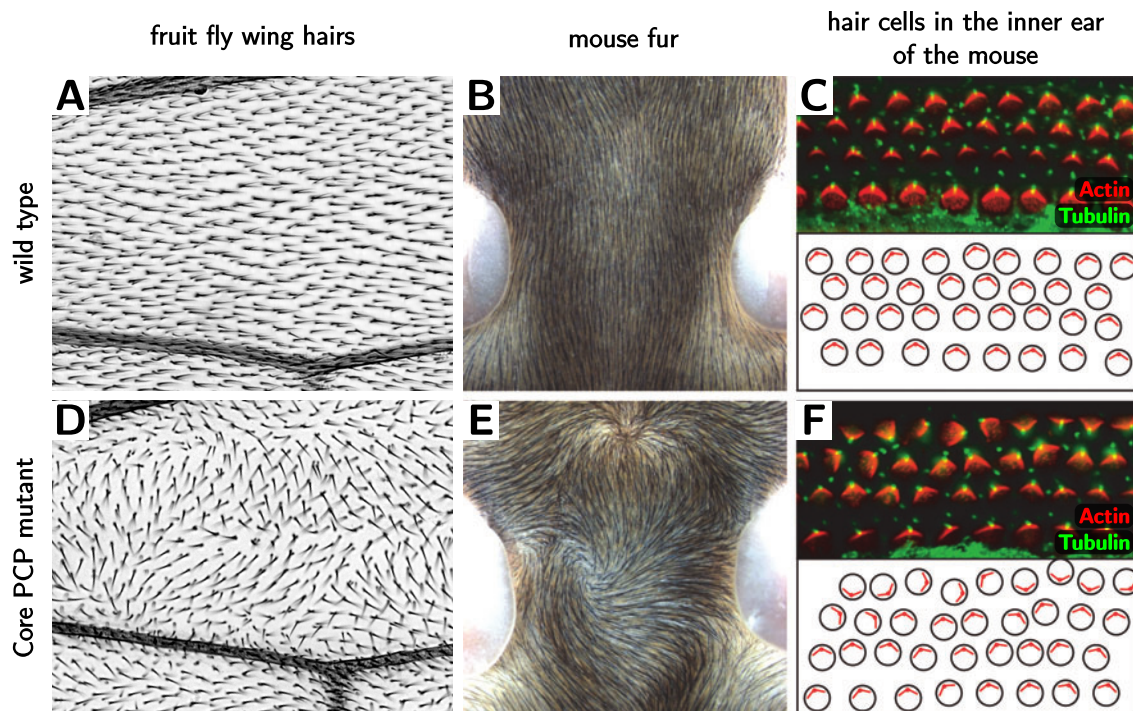 fruit fly wing hairs
mouse fur
hair cells in the inner ear
of the mouse
wild type
A
B
C
Actin
Tubulin
Core PCP mutant
D
E
F
Actin
Tubulin